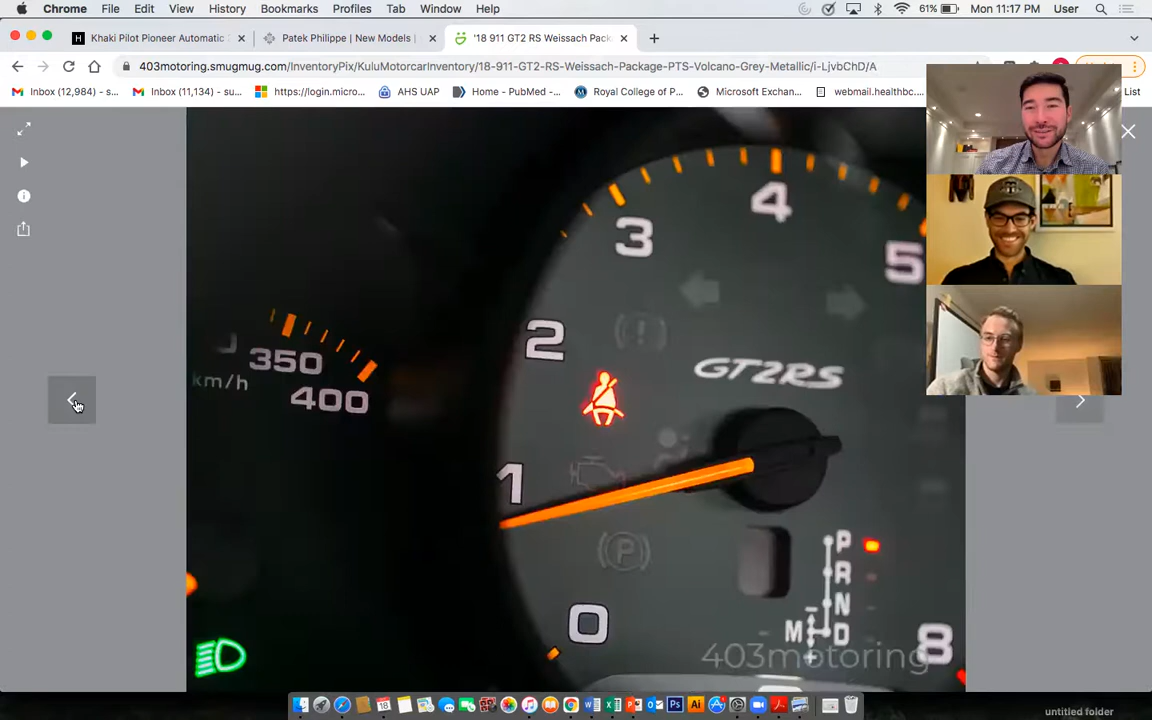 Chrome File Edit View History Bookmarks Profiles Tab Window Help 61% Mon 11:17 PM User
Khaki Pilot Pioneer Automatic
Patek Philippe | New Models |
'18 911 GT2 RS Weissach Pack
403motoring.smugmug.com/InventoryPix/KuluMotorcarInventory/18-911-GT2-RS-Weissach-Package-PTS-Volcano-Grey-Metallic/i-LjvbChD/A
Inbox (12,984) - s... Inbox (11,134) - su... https://login.micro... AHS UAP Home - PubMed -... Royal College of P... Microsoft Exchan... webmail.healthbc.... List
4
3
5
2
350
km/h
400
GT2RS
1
P
P
R
N
M D
0
8
403motoring
18
untitled folder